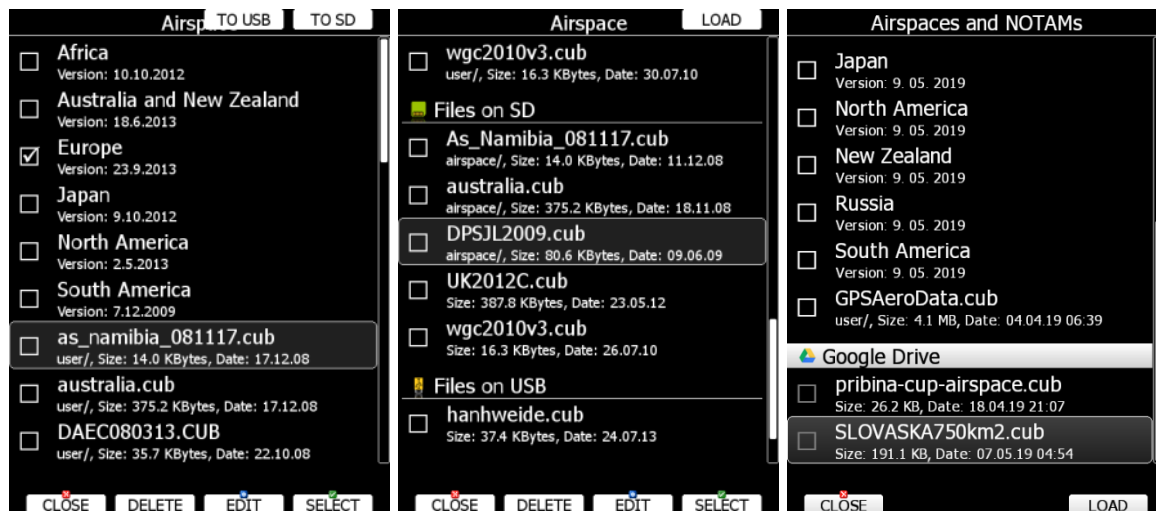 Airsp
TO USB
TO SD
Africa
Version: 10.10.2012
Australia and New Zealand
Version: 18.6.2013
Europe
Version: 23.9.2013
Japan
Version: 9.10.2012
North America
Version: 2.5.2013
South America
Version: 7.12.2009
as_namibia_081117.cub
user/, Size: 14.0 KBytes, Date: 17.12.08
australia.cub
user/, Size: 375.2 KBytes, Date: 17.12.08
DAEC080313.CUB
user/, Size: 35.7 KBytes, Date: 22.10.08
CLOSE
DELETE
EDIT
SELECT
Airspace
LOAD
wgc2010v3.cub
user/, Size: 16.3 KBytes, Date: 30.07.10
Files on SD
As_Namibia_081117.cub
airspace/, Size: 14.0 KBytes, Date: 11.12.08
australia.cub
airspace/, Size: 375.2 KBytes, Date: 18.11.08
DPSJL2009.cub
airspace/, Size: 80.6 KBytes, Date: 09.06.09
UK2012C.cub
Size: 387.8 KBytes, Date: 23.05.12
wgc2010v3.cub
Size: 16.3 KBytes, Date: 26.07.10
Files on USB
hanhweide.cub
Size: 37.4 KBytes, Date: 24.07.13
CLOSE
DELETE
EDIT
SELECT
Airspaces and NOTAMs
Japan
Version: 9. 05. 2019
North America
Version: 9. 05. 2019
New Zealand
Version: 9. 05. 2019
Russia
Version: 9. 05. 2019
South America
Version: 9. 05. 2019
GPSAeroData.cub
user/, Size: 4.1 MB, Date: 04.04.19 06:39
Google Drive
pribina-cup-airspace.cub
Size: 26.2 KB, Date: 18.04.19 21:07
SLOVASKA750km2.cub
Size: 191.1 KB, Date: 07.05.19 04:54
CLOSE
LOAD